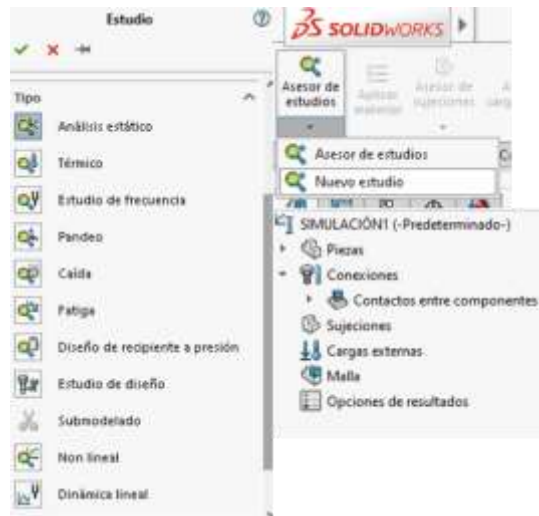 Estudio
Tipo
Análisis estático
Térmico
Estudio de frecuencia
Pandeo
Caída
Fatiga
Diseño de recipiente a presión
Estudio de diseño
Submodelado
Non lineal
Dinámica lineal
SOLIDWORKS
Asesor de
estudios
Aplicar
material
Asesor de
sujeciones
Asesor de estudios
Nuevo estudio
SIMULACIÓN1 (-Predeterminado-)
Piezas
Conexiones
Contactos entre componentes
Sujeciones
Cargas externas
Malla
Opciones de resultados